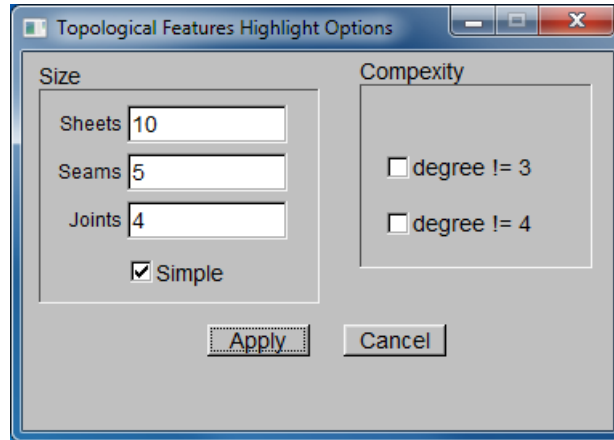 Topological Features Highlight Options
Size
Sheets 10
Seams 5
Joints 4
Simple
Compexity
degree != 3
degree != 4
Apply Cancel